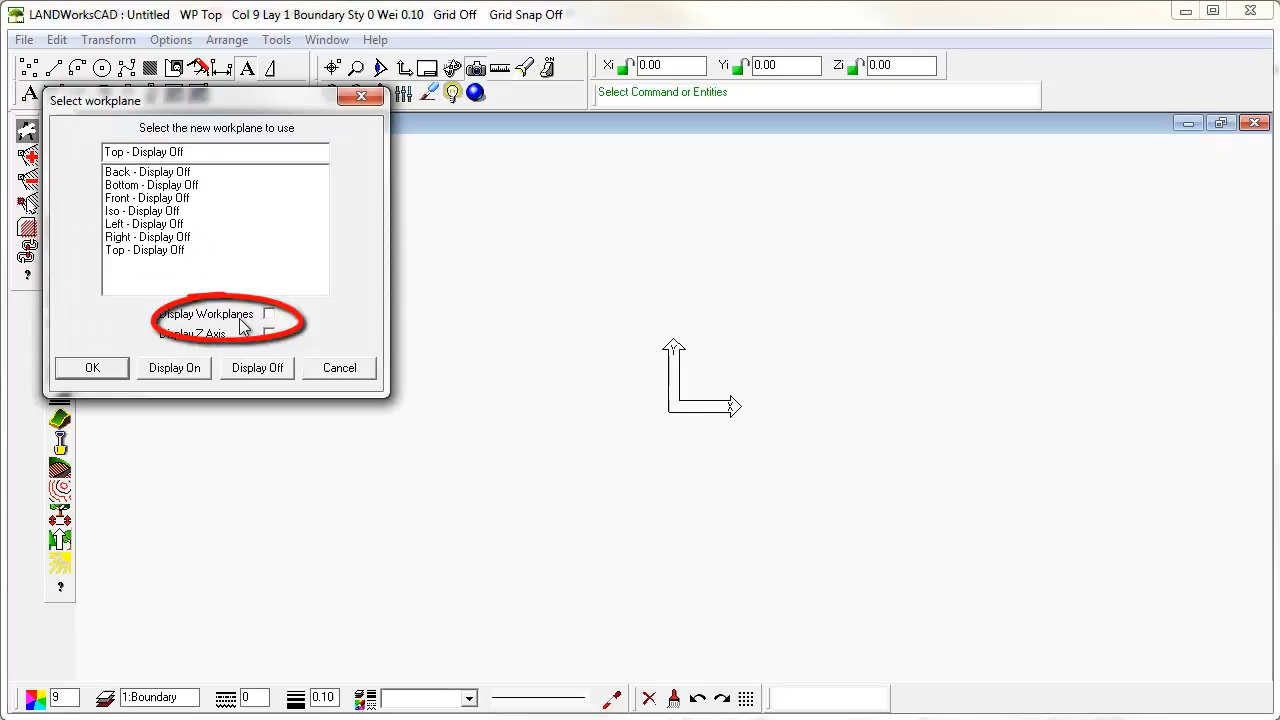 LANDWorksCAD : Untitled WP Top Col 9 Lay 1 Boundary Sty 0 Wei 0.10 Grid Off Grid Snap Off
File Edit Transform Options Arrange Tools Window Help
X Y Z
0.00 0.00 0.00
Select Command or Entities
Select workplane
Select the new workplane to use
Top - Display Off
Back - Display Off
Bottom - Display Off
Front - Display Off
Iso - Display Off
Left - Display Off
Right - Display Off
Top - Display Off
Display Workplanes
Display Z Axis
OK Display On Display Off Cancel
?
Y
X
?
9 1:Boundary 0 0.10